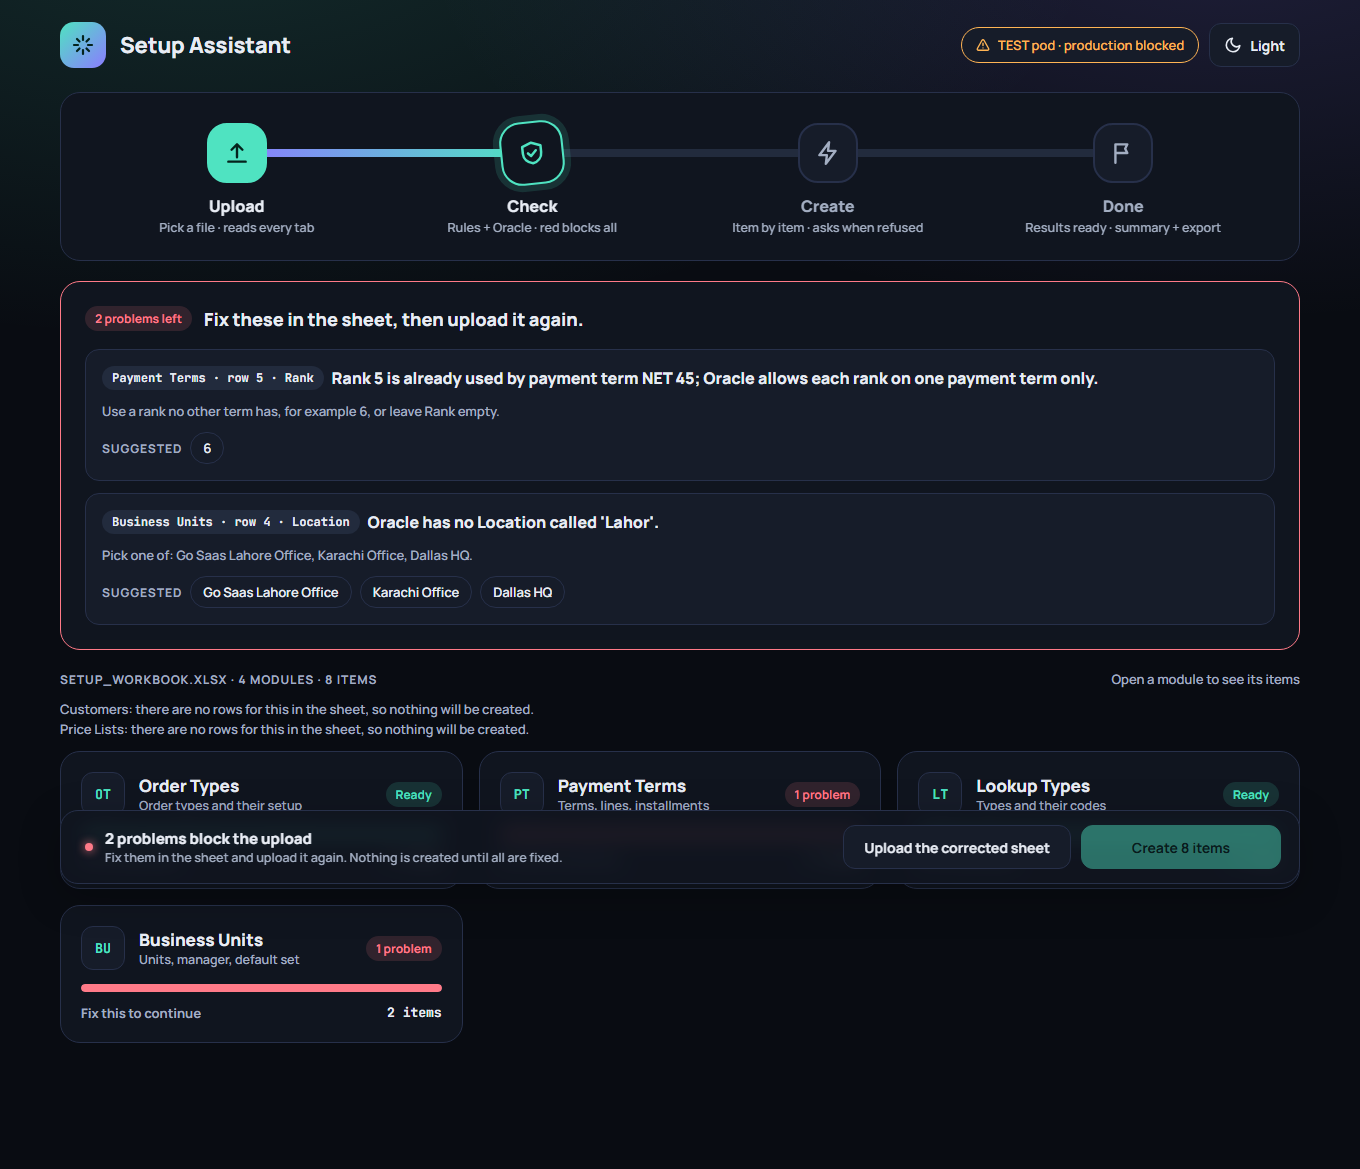 Setup Assistant
TEST pod · production blocked
Light
Upload
Pick a file · reads every tab
Check
Rules + Oracle · red blocks all
Create
Item by item · asks when refused
Done
Results ready · summary + export
2 problems left
Fix these in the sheet, then upload it again.
Payment Terms · row 5 · Rank
Rank 5 is already used by payment term NET 45; Oracle allows each rank on one payment term only.
Use a rank no other term has, for example 6, or leave Rank empty.
SUGGESTED
6
Business Units · row 4 · Location
Oracle has no Location called 'Lahor'.
Pick one of: Go Saas Lahore Office, Karachi Office, Dallas HQ.
SUGGESTED
Go Saas Lahore Office
Karachi Office
Dallas HQ
SETUP_WORKBOOK.XLSX · 4 MODULES · 8 ITEMS
Open a module to see its items
Customers: there are no rows for this in the sheet, so nothing will be created.
Price Lists: there are no rows for this in the sheet, so nothing will be created.
OT
Order Types
Order types and their setup
Ready
PT
Payment Terms
Terms, lines, installments
1 problem
LT
Lookup Types
Types and their codes
Ready
2 problems block the upload
Fix them in the sheet and upload it again. Nothing is created until all are fixed.
Upload the corrected sheet
Create 8 items
BU
Business Units
Units, manager, default set
1 problem
Fix this to continue
2 items